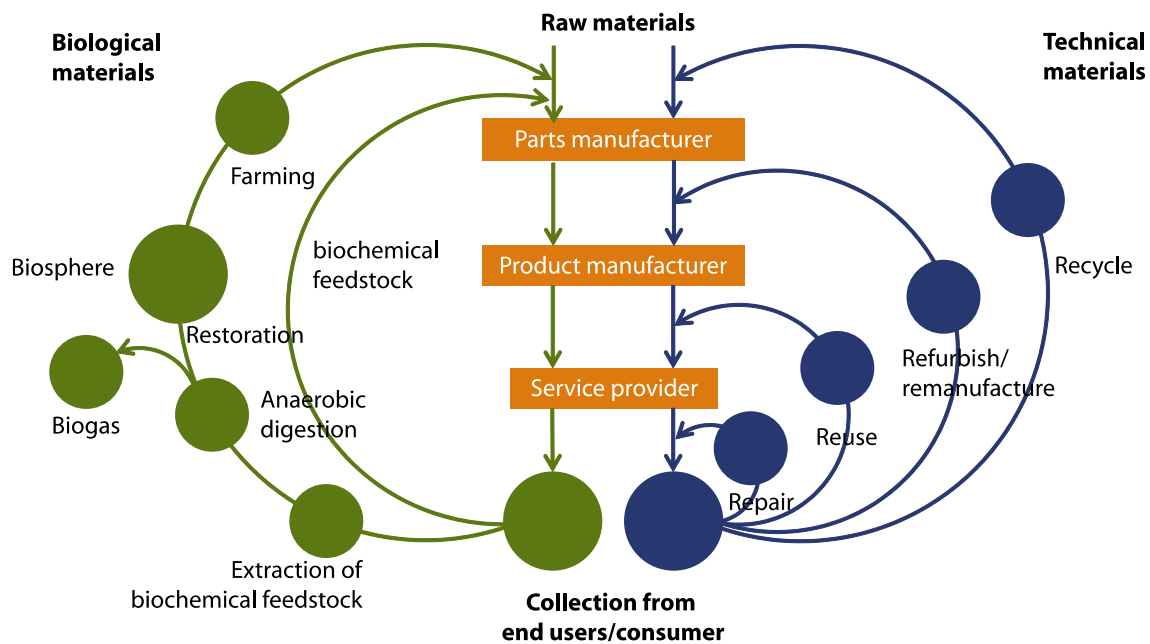 Raw materials
Biological
materials
Technical
materials
Parts manufacturer
Farming
biochemical
feedstock
Product manufacturer
Biosphere
Recycle
Restoration
Refurbish/
remanufacture
Service provider
Anaerobic
digestion
Biogas
Reuse
Repair
Extraction of
biochemical feedstock
Collection from
end users/consumer